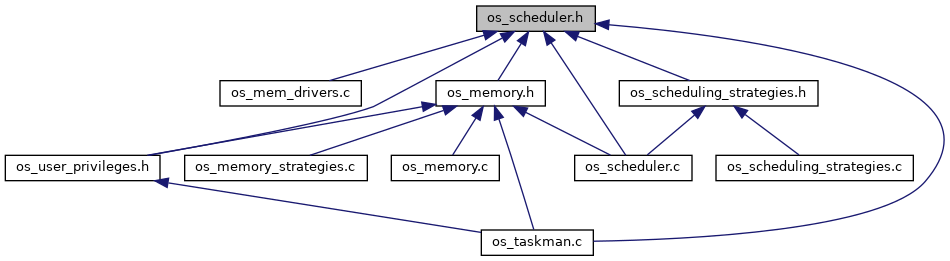 os_scheduler.h
os_mem_drivers.c
os_memory.h
os_scheduling_strategies.h
os_user_privileges.h
os_memory_strategies.c
os_memory.c
os_scheduler.c
os_scheduling_strategies.c
os_taskman.c